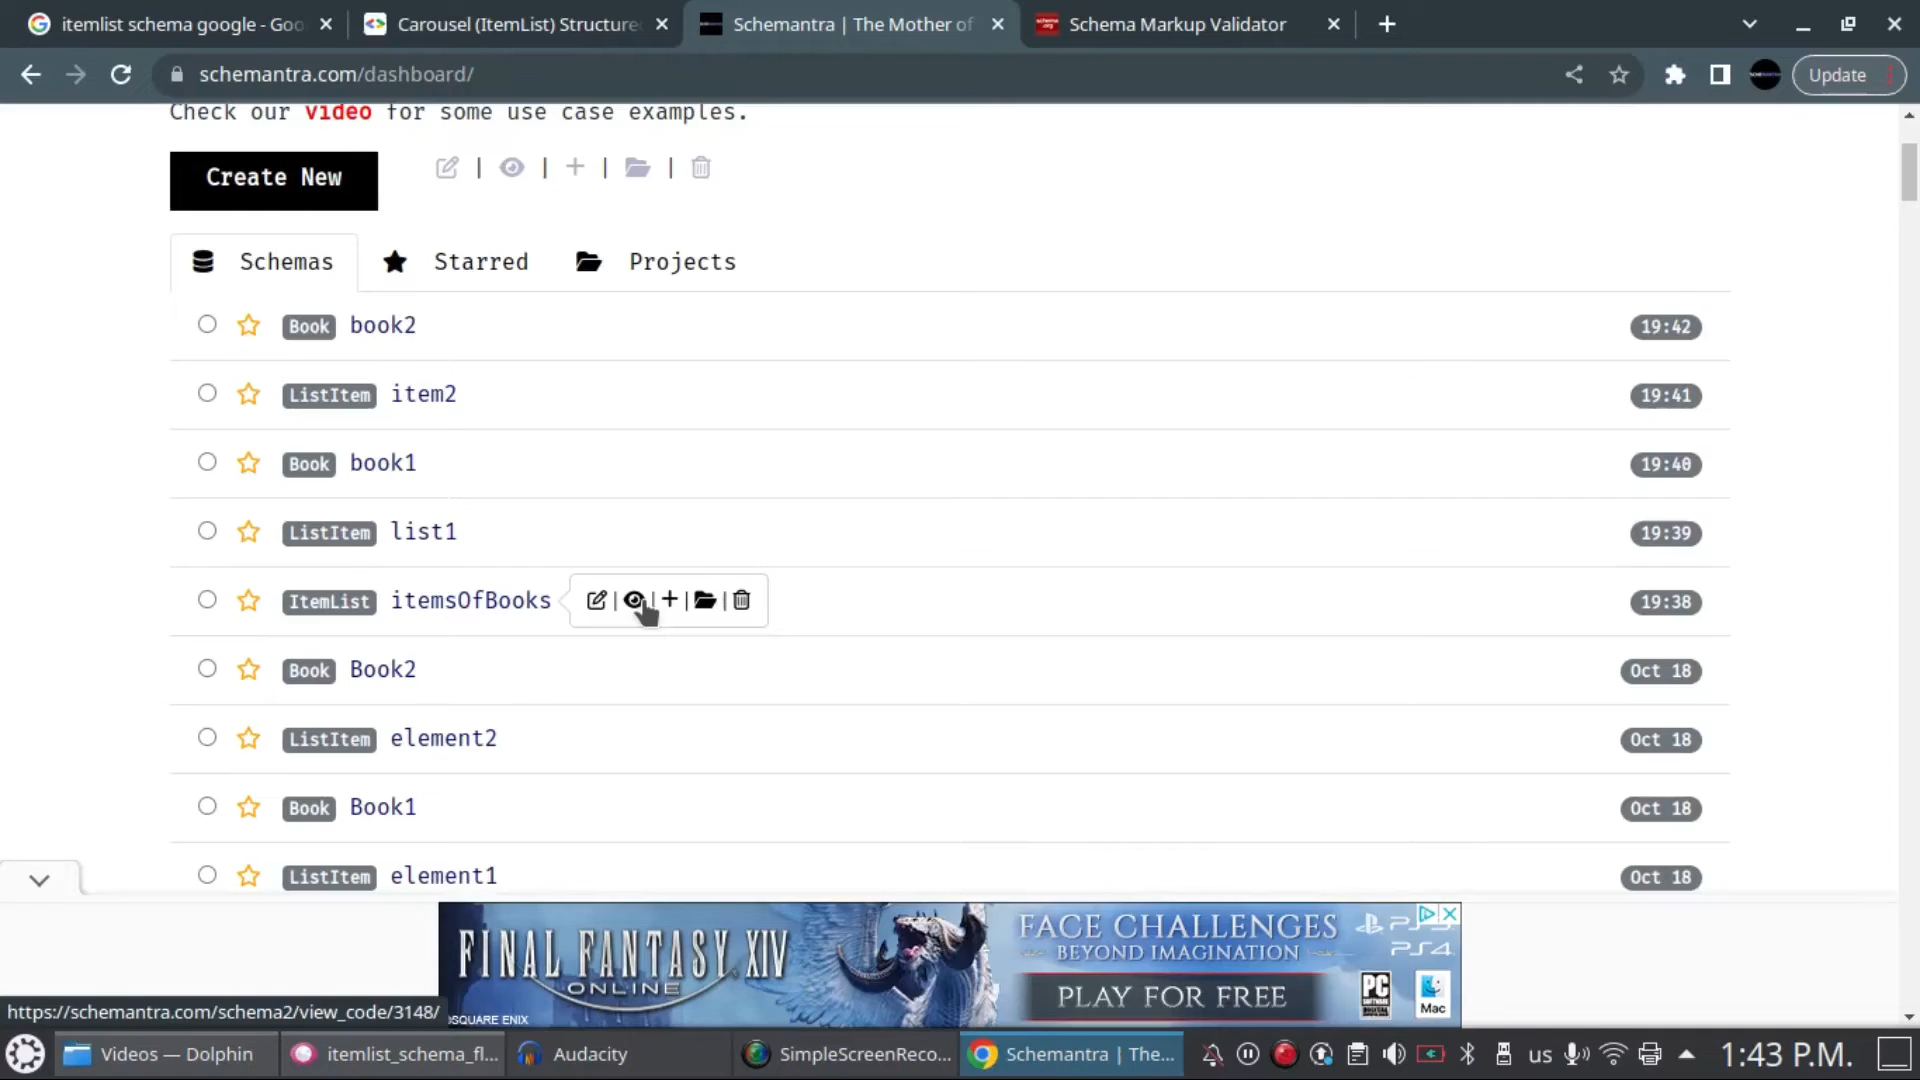 itemlist schema google - Goo
Carousel (ItemList) Structure
Schemantra | The Mother of
Schema Markup Validator
schemantra.com/dashboard/
Update
Check our video for some use case examples.
Create New
Schemas
Starred
Projects
Book book2 19:42
ListItem item2 19:41
Book book1 19:40
ListItem list1 19:39
ItemList itemsOfBooks 19:38
Book Book2 Oct 18
ListItem element2 Oct 18
Book Book1 Oct 18
ListItem element1 Oct 18
FINAL FANTASY XIV
ONLINE
SQUARE ENIX
FACE CHALLENGES
BEYOND IMAGINATION
PLAY FOR FREE
PS4
PC
Mac
https://schemantra.com/schema2/view_code/3148/
Videos — Dolphin
itemlist_schema_fl...
Audacity
SimpleScreenReco...
Schemantra | The...
us
1:43 P.M.